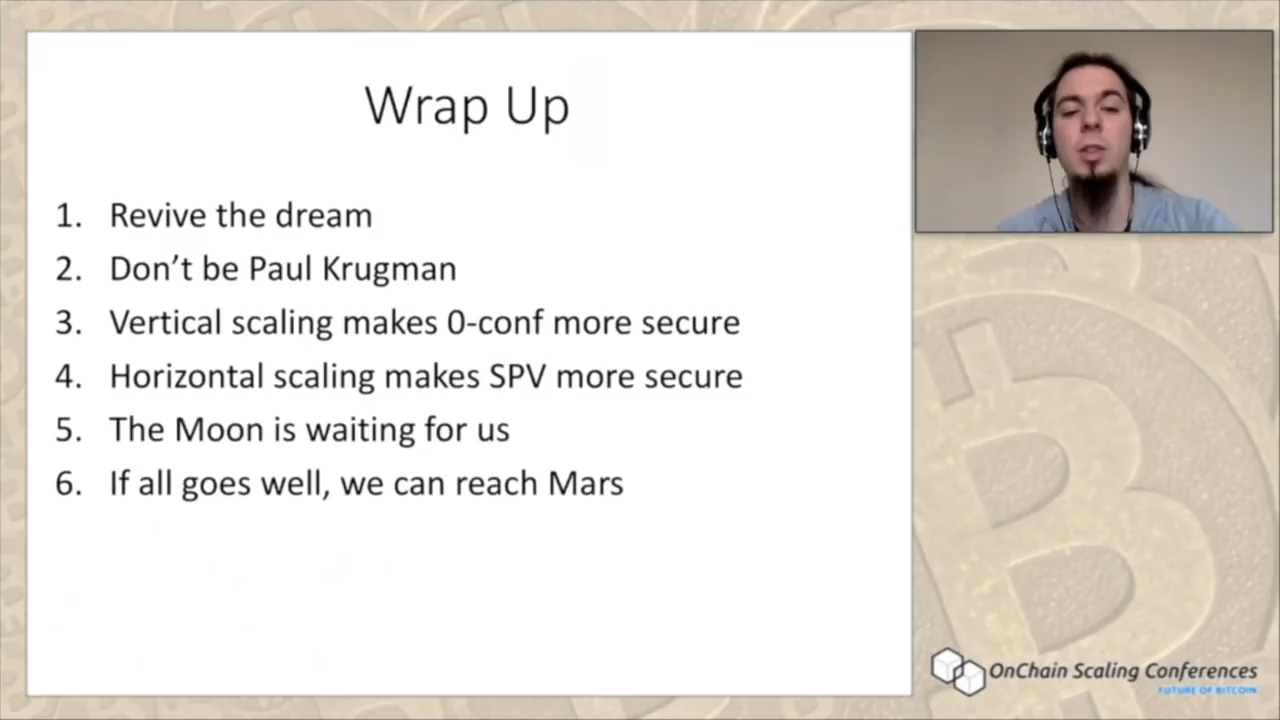 Wrap Up
1. Revive the dream
2. Don't be Paul Krugman
3. Vertical scaling makes 0-conf more secure
4. Horizontal scaling makes SPV more secure
5. The Moon is waiting for us
6. If all goes well, we can reach Mars
OnChain Scaling Conferences
FUTURE OF BITCOIN